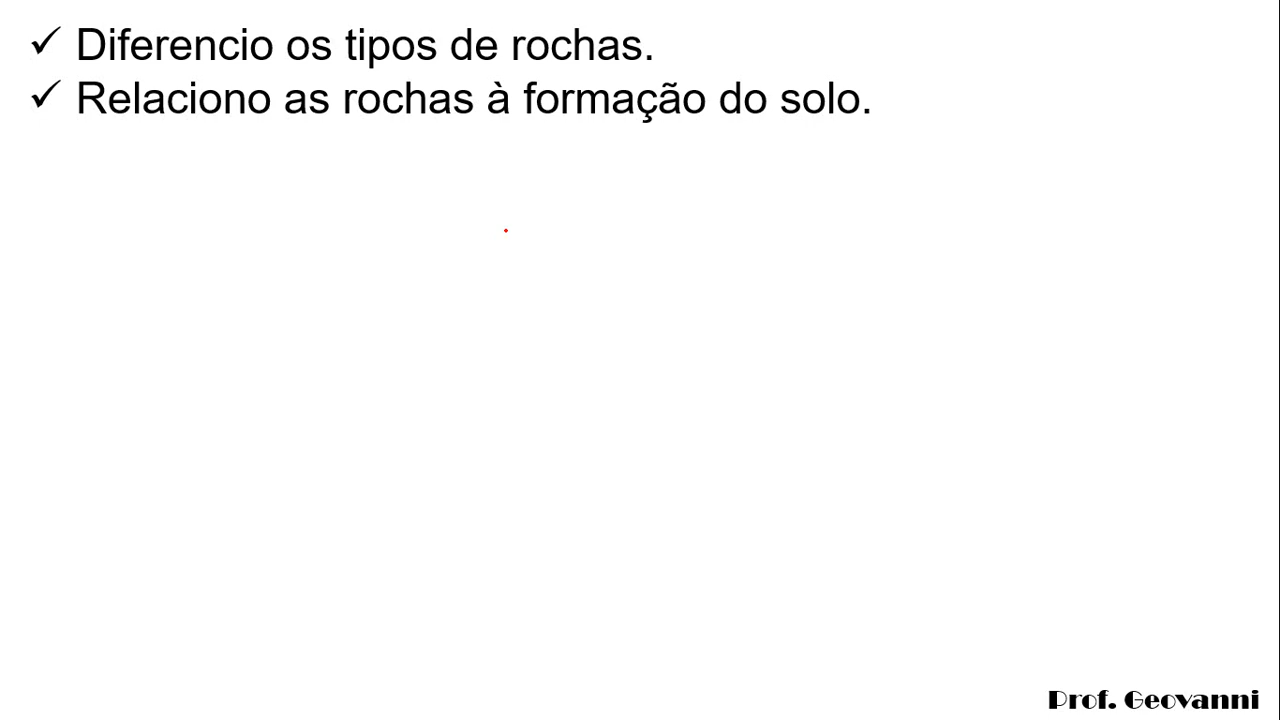 ✓ Diferencio os tipos de rochas.
✓ Relaciono as rochas à formação do solo.
Prof. Geovanni